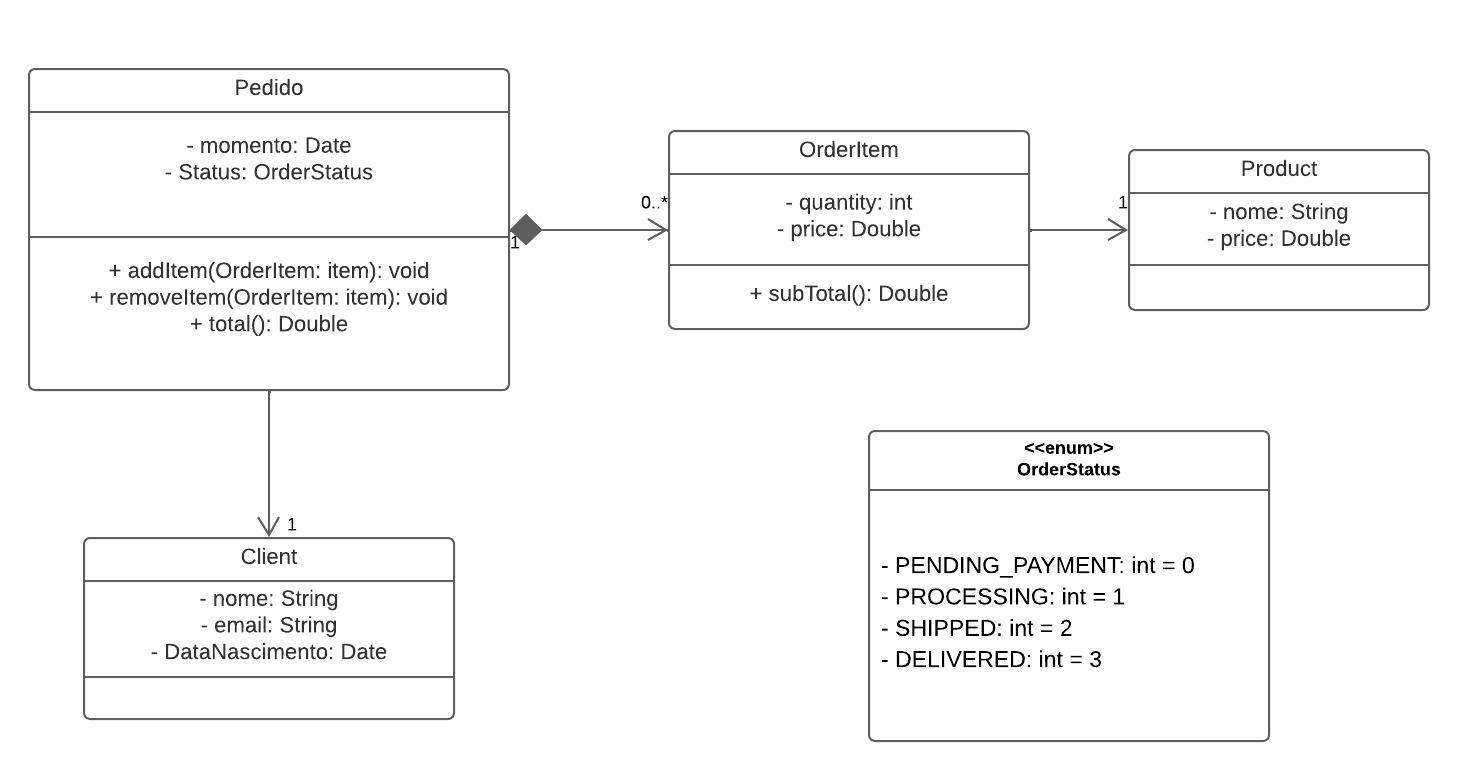 Pedido
- momento: Date
- Status: OrderStatus
+ addItem(OrderItem: item): void
+ removeItem(OrderItem: item): void
+ total(): Double
1
0..*
OrderItem
- quantity: int
- price: Double
+ subTotal(): Double
1
Product
- nome: String
- price: Double
1
Client
- nome: String
- email: String
- DataNascimento: Date
<<enum>>
OrderStatus
- PENDING_PAYMENT: int = 0
- PROCESSING: int = 1
- SHIPPED: int = 2
- DELIVERED: int = 3